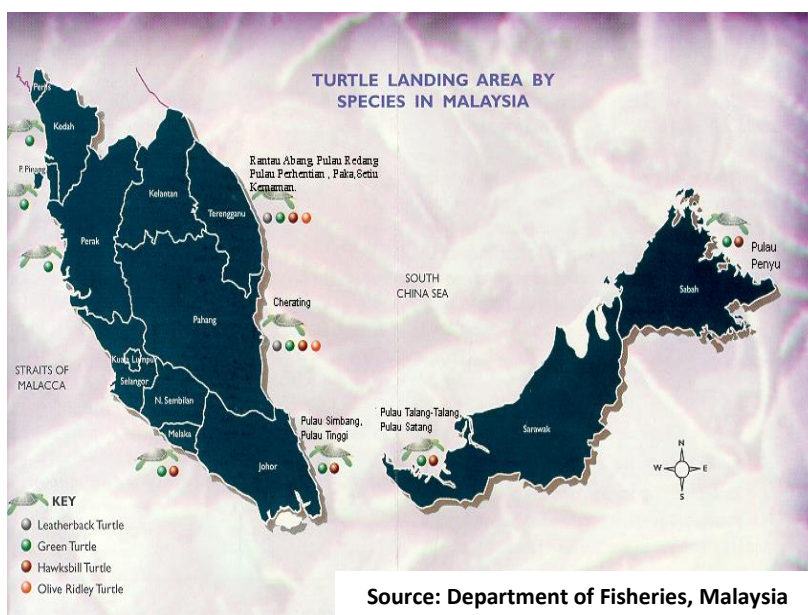 TURTLE LANDING AREA BY
SPECIES IN MALAYSIA
Perlis
Kedah
P. Pinang
Perak
Kelantan
Terengganu
Rantau Abang, Pulau Redang
Pulau Perhentian , Paka,Setiu
Kemaman.
Pahang
Cherating
SOUTH
CHINA SEA
Sabah
Pulau
Penyu
STRAITS OF
MALACCA
Kuala Lumpur
Selangor
N. Sembilan
Melaka
Johor
Pulau Simbang,
Pulau Tinggi
Pulau Talang-Talang,
Pulau Satang
Sarawak
N
W
E
S
KEY
Leatherback Turtle
Green Turtle
Hawksbill Turtle
Olive Ridley Turtle
Source: Department of Fisheries, Malaysia